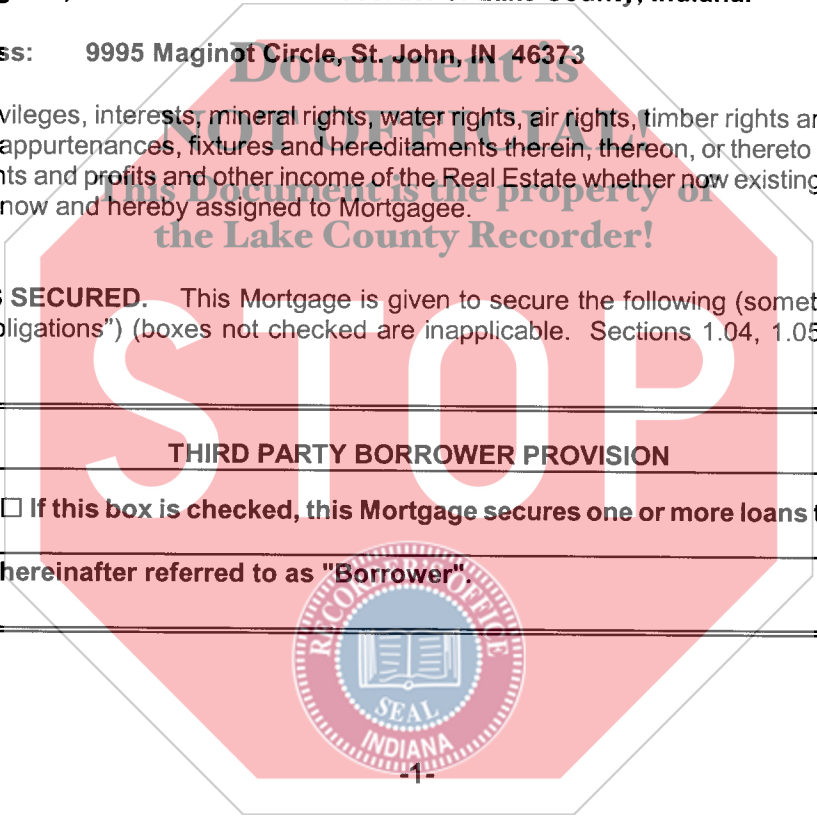 County, Indiana.
ss: 9995 Maginot Circle, St. John, IN 46373
Document is
vileges, interests, mineral rights, water rights, air rights, timber rights
NOT OFFICIAL!
appurtenances, fixtures and hereditaments therein, thereon, or thereto
nts and profits and other income of the Real Estate whether now existing
This Document is the property of
now and hereby assigned to Mortgagee.
the Lake County Recorder!
SECURED. This Mortgage is given to secure the following (somet
ligations") (boxes not checked are inapplicable. Sections 1.04, 1.05
STOP
THIRD PARTY BORROWER PROVISION
☐ If this box is checked, this Mortgage secures one or more loans t
hereinafter referred to as "Borrower".
RECORDER'S OFFICE
SEAL
INDIANA
-1-